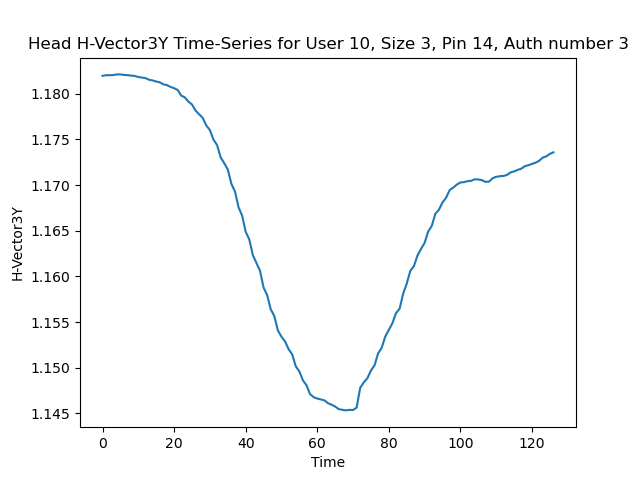 Head H-Vector3Y Time-Series for User 10, Size 3, Pin 14, Auth number 3
H-Vector3Y
1.180
1.175
1.170
1.165
1.160
1.155
1.150
1.145
0 20 40 60 80 100 120
Time